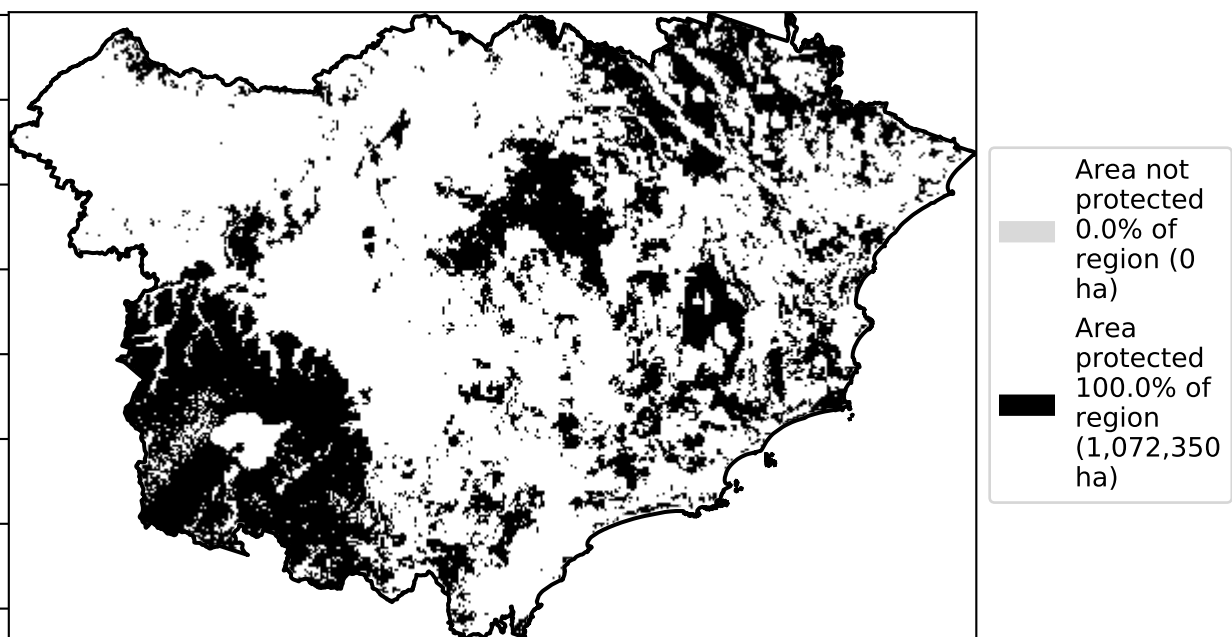 Area not
protected
0.0% of
region (0
ha)
Area
protected
100.0% of
region
(1,072,350
ha)